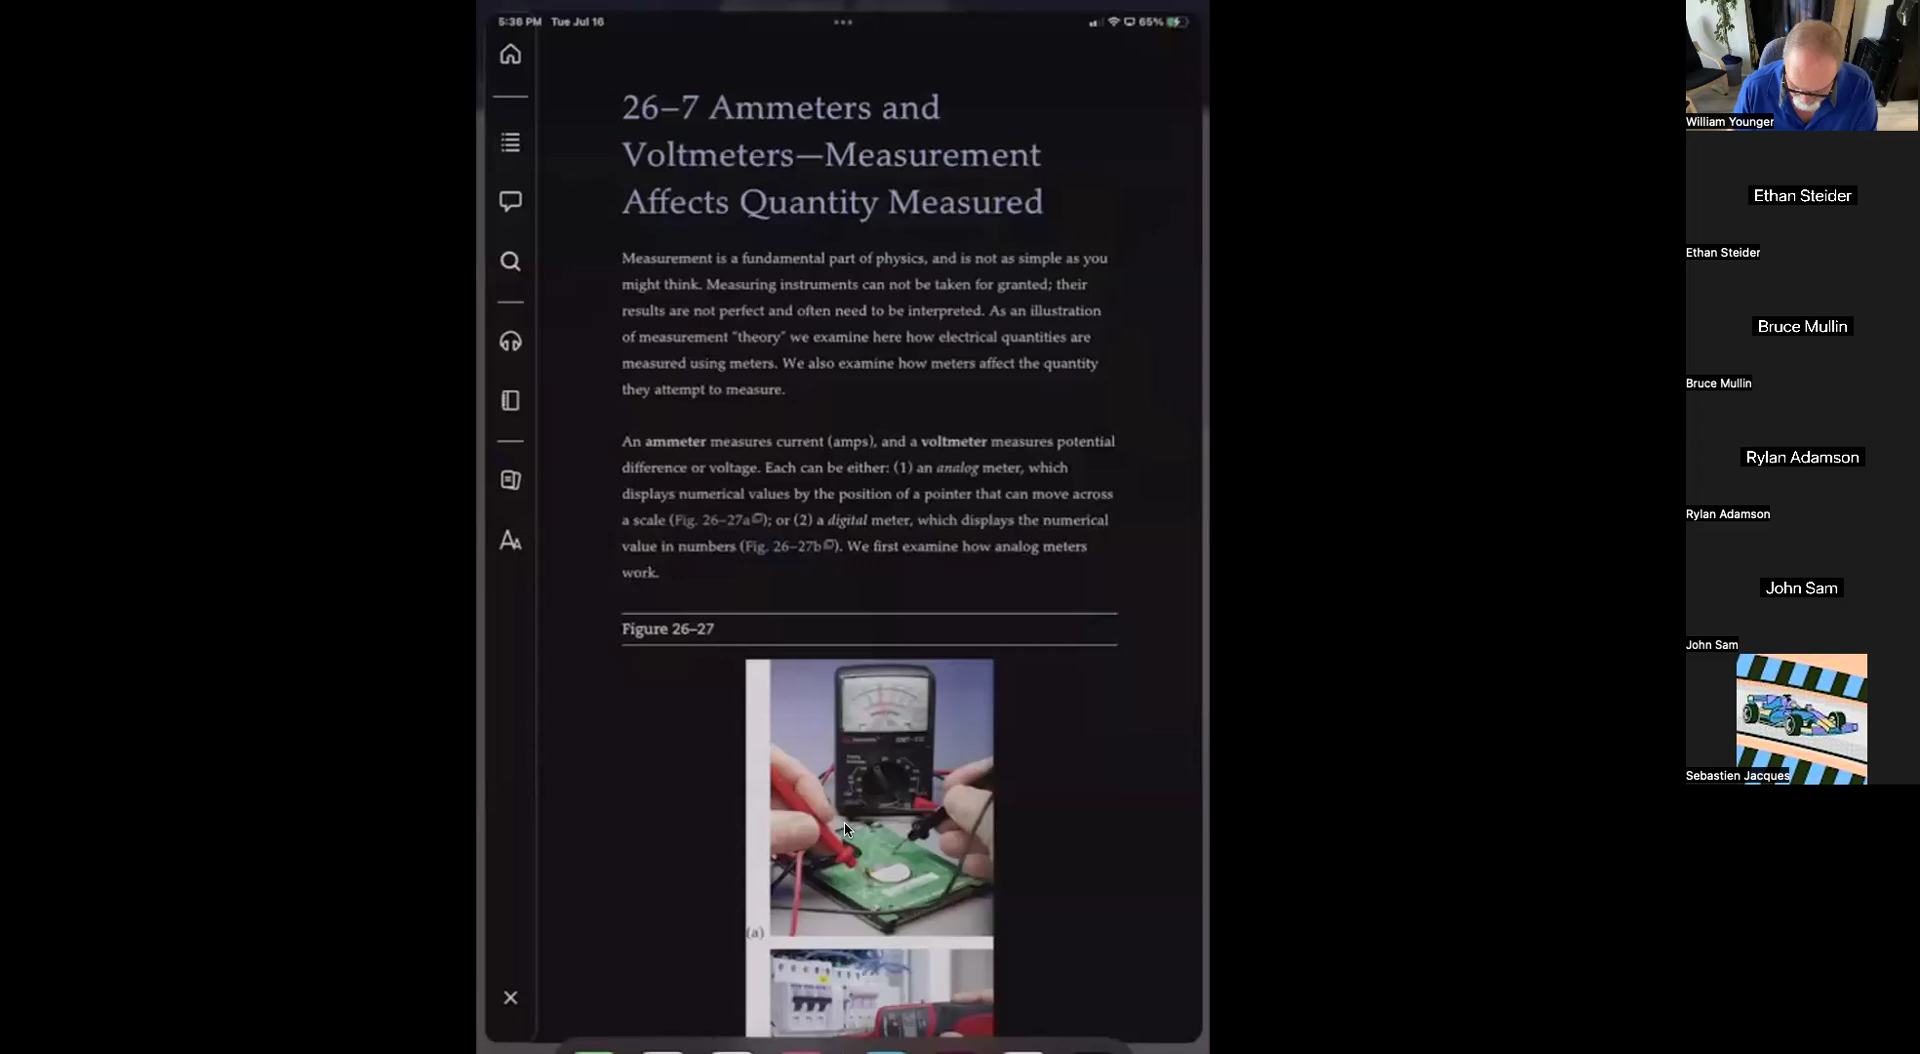 5:36 PM Tue Jul 16
65%
26–7 Ammeters and
Voltmeters—Measurement
Affects Quantity Measured
Measurement is a fundamental part of physics, and is not as simple as you
might think. Measuring instruments can not be taken for granted; their
results are not perfect and often need to be interpreted. As an illustration
of measurement “theory” we examine here how electrical quantities are
measured using meters. We also examine how meters affect the quantity
they attempt to measure.
An ammeter measures current (amps), and a voltmeter measures potential
difference or voltage. Each can be either: (1) an analog meter, which
displays numerical values by the position of a pointer that can move across
a scale (Fig. 26–27a); or (2) a digital meter, which displays the numerical
value in numbers (Fig. 26–27b). We first examine how analog meters
work.
Figure 26–27
(a)
William Younger
Ethan Steider
Ethan Steider
Bruce Mullin
Bruce Mullin
Rylan Adamson
Rylan Adamson
John Sam
John Sam
Sebastien Jacques